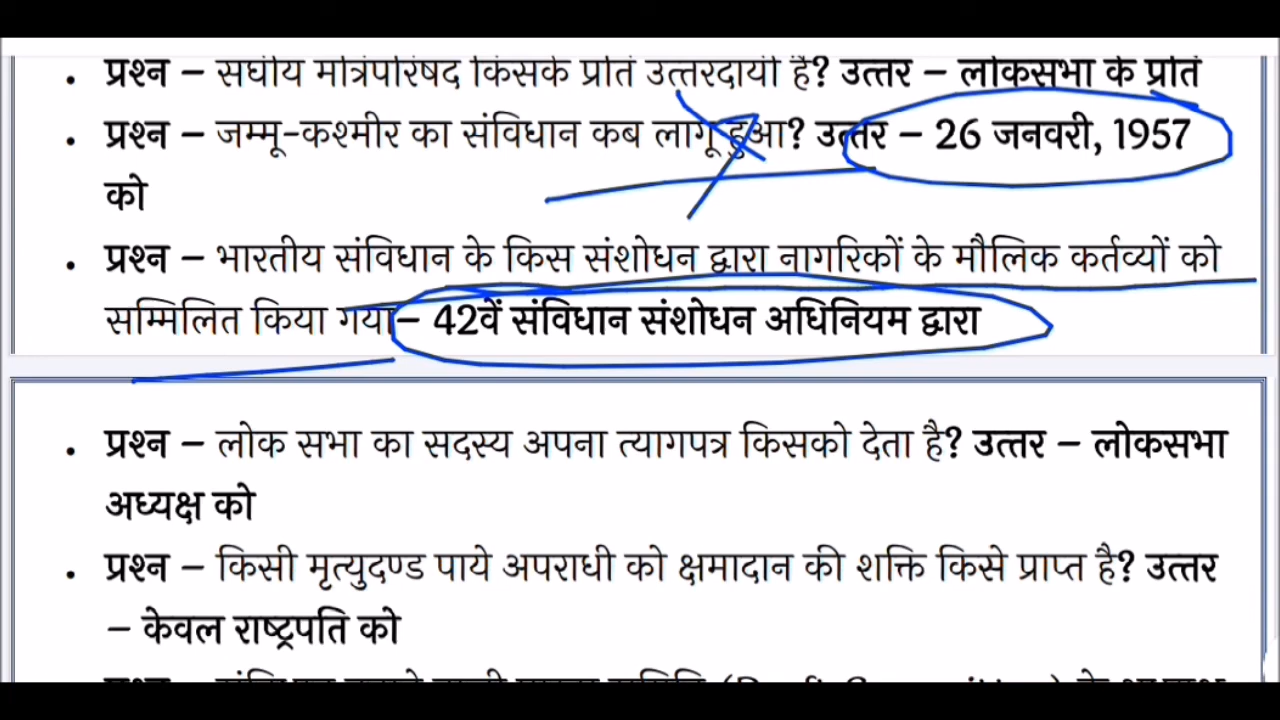 प्रश्न – संघीय मंत्रिपरिषद किसके प्रति उत्तरदायी है? उत्तर – लोकसभा के प्रति
प्रश्न – जम्मू-कश्मीर का संविधान कब लागू हुआ? उत्तर – 26 जनवरी, 1957
को
प्रश्न – भारतीय संविधान के किस संशोधन द्वारा नागरिकों के मौलिक कर्तव्यों को
सम्मिलित किया गया– 42वें संविधान संशोधन अधिनियम द्वारा
प्रश्न – लोक सभा का सदस्य अपना त्यागपत्र किसको देता है? उत्तर – लोकसभा
अध्यक्ष को
प्रश्न – किसी मृत्युदण्ड पाये अपराधी को क्षमादान की शक्ति किसे प्राप्त है? उत्तर
– केवल राष्ट्रपति को